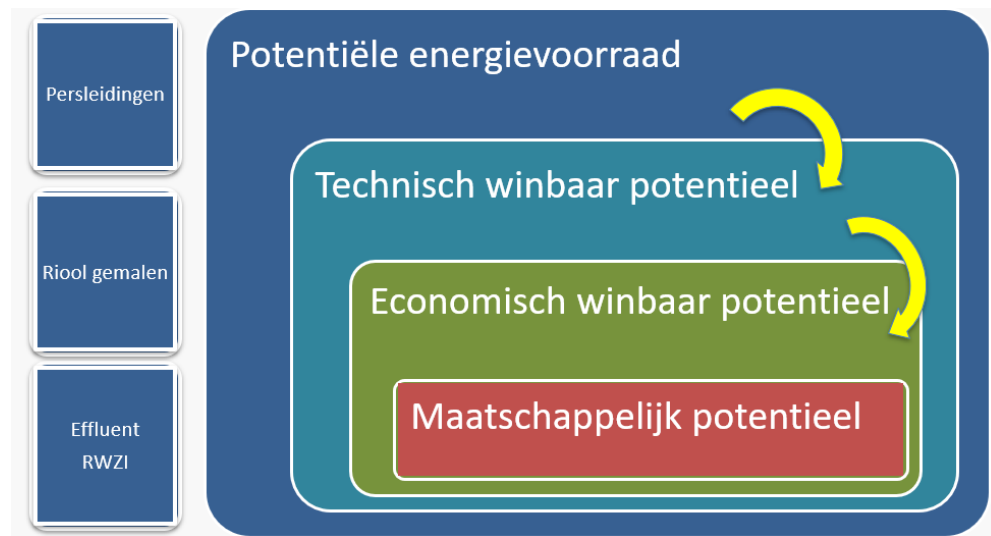 Persleidingen
Riool gemalen
Effluent
RWZI
Potentiële energievoorraad
Technisch winbaar potentieel
Economisch winbaar potentieel
Maatschappelijk potentieel